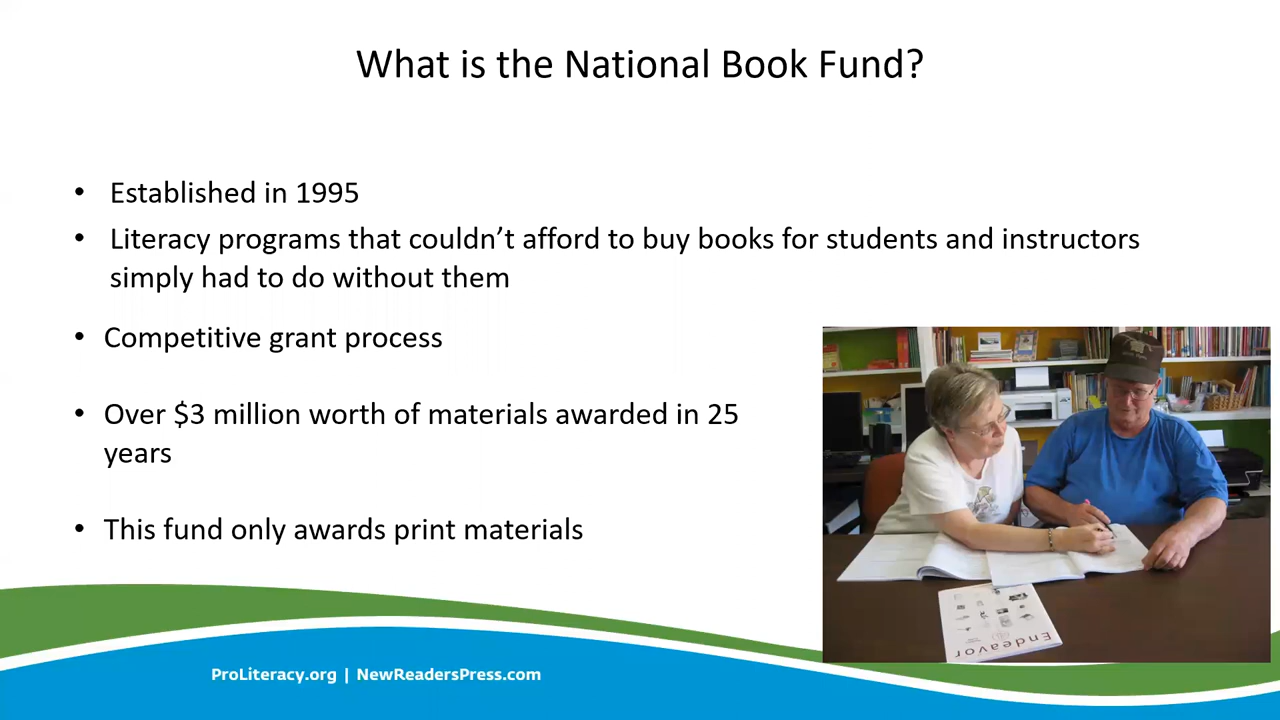 What is the National Book Fund?
• Established in 1995
• Literacy programs that couldn’t afford to buy books for students and instructors
simply had to do without them
• Competitive grant process
• Over $3 million worth of materials awarded in 25
years
• This fund only awards print materials
Endeavor
ProLiteracy.org | NewReadersPress.com